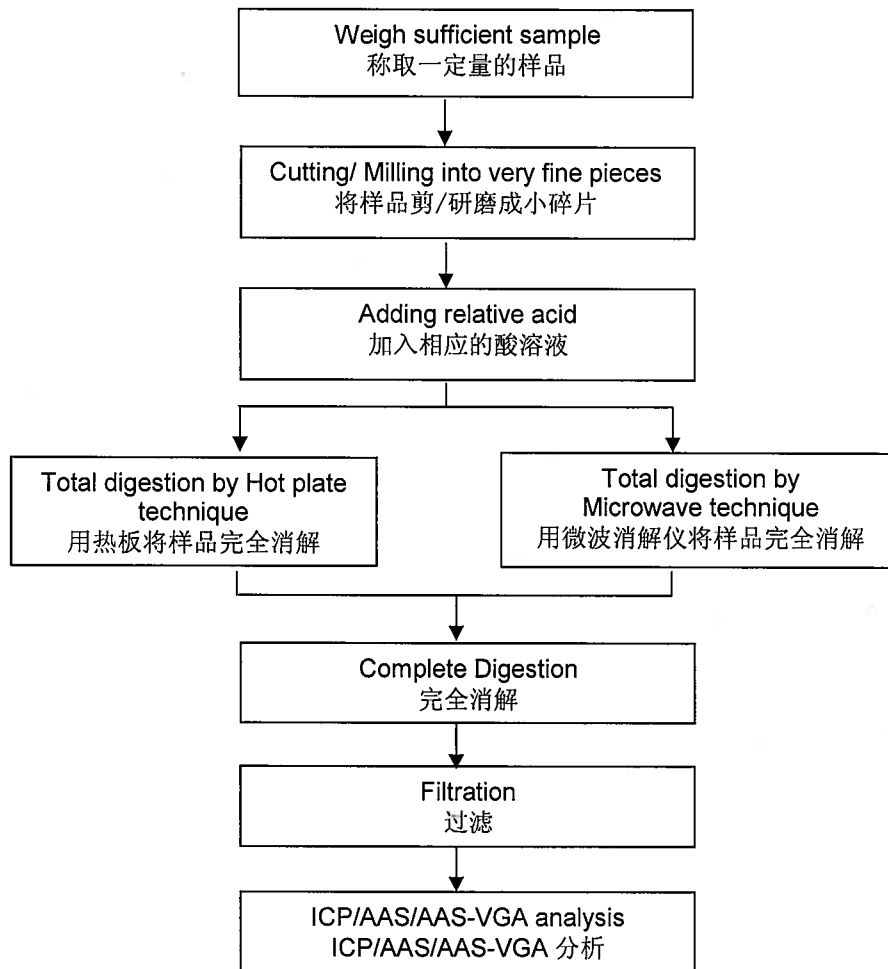 Weigh sufficient sample
称取一定量的样品
Cutting/ Milling into very fine pieces
将样品剪/研磨成小碎片
Adding relative acid
加入相应的酸溶液
Total digestion by Hot plate
technique
用热板将样品完全消解
Total digestion by
Microwave technique
用微波消解仪将样品完全消解
Complete Digestion
完全消解
Filtration
过滤
ICP/AAS/AAS-VGA analysis
ICP/AAS/AAS-VGA 分析